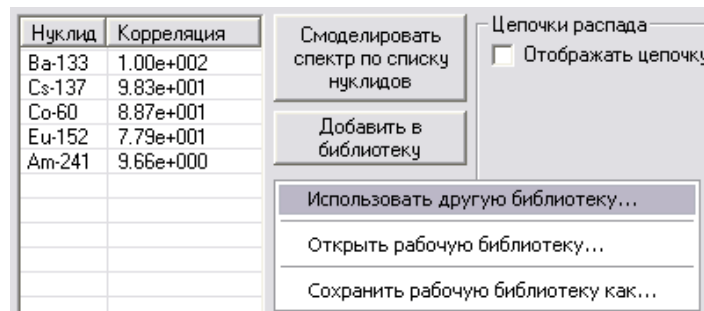 Нуклид Корреляция
Ba-133 1.00e+002
Cs-137 9.83e+001
Co-60 8.87e+001
Eu-152 7.79e+001
Am-241 9.66e+000
Смоделировать
спектр по списку
нуклидов
Добавить в
библиотеку
Цепочки распада
Отображать цепочку
Использовать другую библиотеку...
Открыть рабочую библиотеку...
Сохранить рабочую библиотеку как...